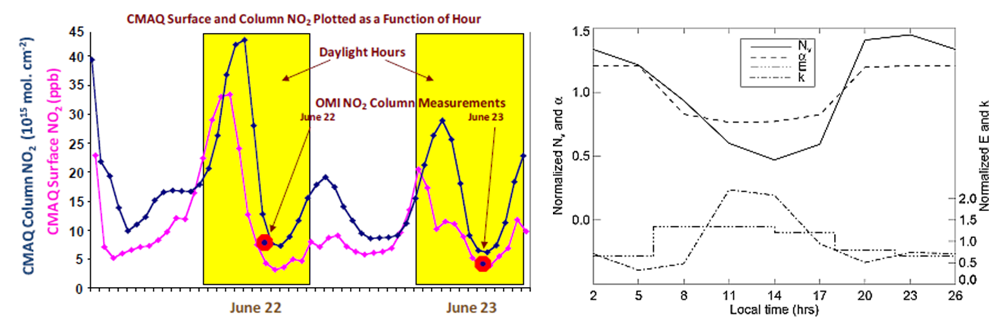 CMAQ Surface and Column NO2 Plotted as a Function of Hour
CMAQ Column NO2 (10^15 mol. cm^-2)
CMAQ Surface NO2 (ppb)
45
40
35
30
25
20
15
10
5
0
Daylight Hours
OMI NO2 Column Measurements
June 22
June 23
June 22
June 23
Normalized Nv and α
1.5
1.0
0.5
0.0
Nv
α
E
k
Normalized E and k
2.0
1.5
1.0
0.5
0.0
2 5 8 11 14 17 20 23 26
Local time (hrs)